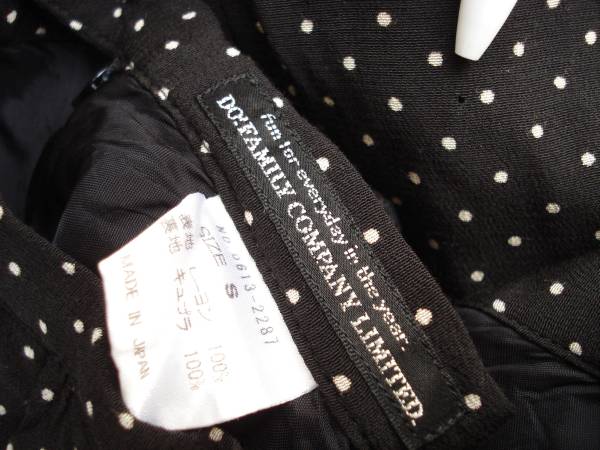 fun for everyday in the year.
DO!FAMILY COMPANY LIMITED.
NO 0613-2287
SIZE S
表地 レーヨン 100%
裏地 キュプラ 100%
MADE IN JAPAN